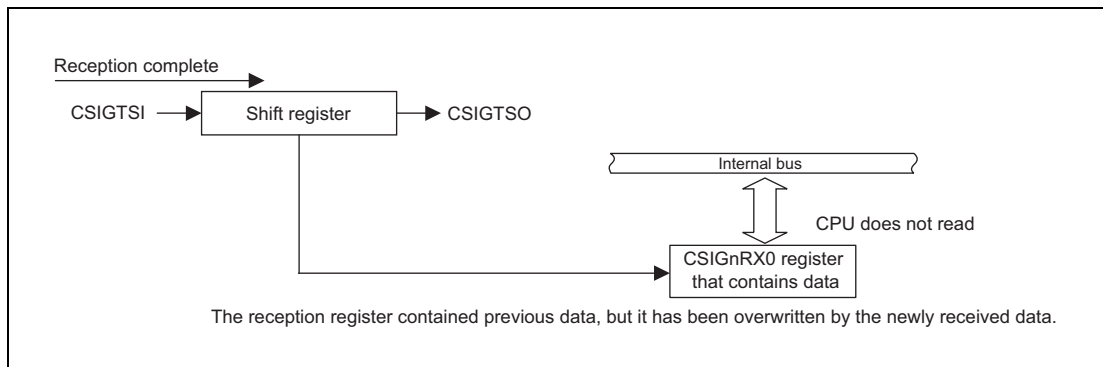 Reception complete
CSIGTSI
Shift register
CSIGTSO
Internal bus
CPU does not read
CSIGnRX0 register
that contains data
The reception register contained previous data, but it has been overwritten by the newly received data.